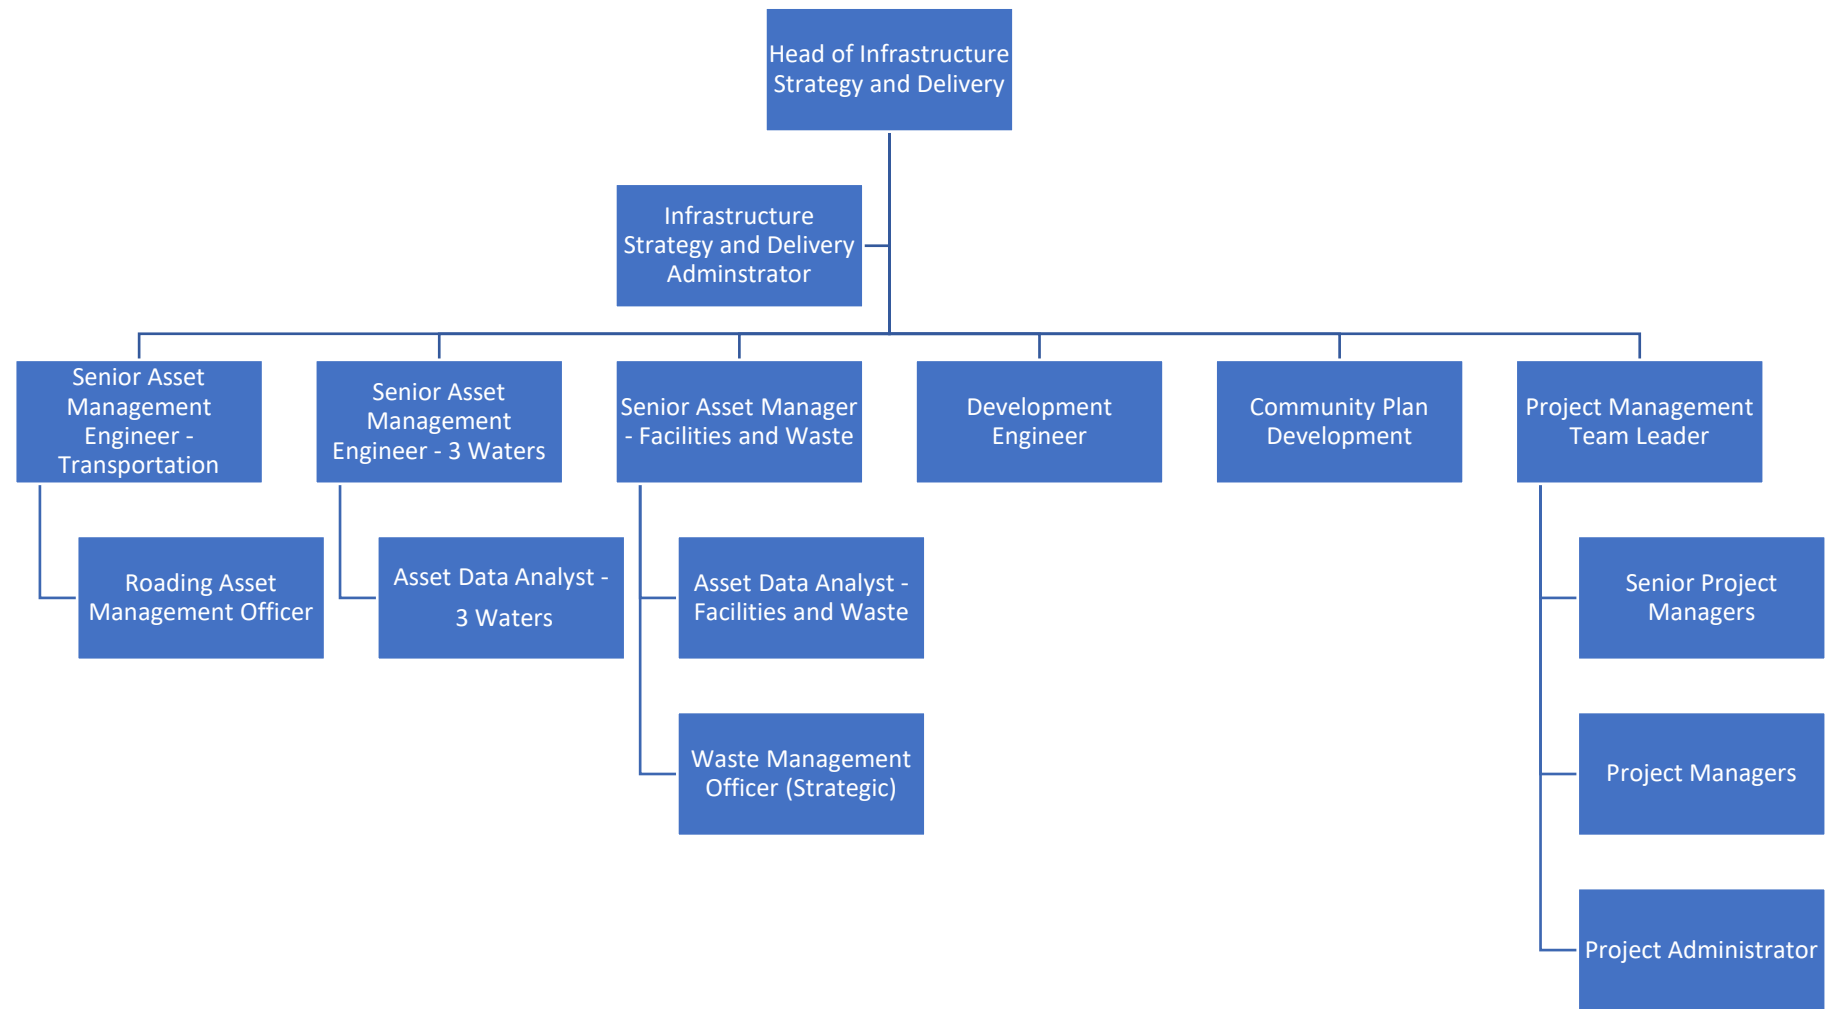 Head of Infrastructure
Strategy and Delivery
Infrastructure
Strategy and Delivery
Adminstrator
Senior Asset
Management
Engineer -
Transportation
Senior Asset
Management
Engineer - 3 Waters
Senior Asset Manager
- Facilities and Waste
Development
Engineer
Community Plan
Development
Project Management
Team Leader
Roading Asset
Management Officer
Asset Data Analyst -
3 Waters
Asset Data Analyst -
Facilities and Waste
Senior Project
Managers
Waste Management
Officer (Strategic)
Project Managers
Project Administrator